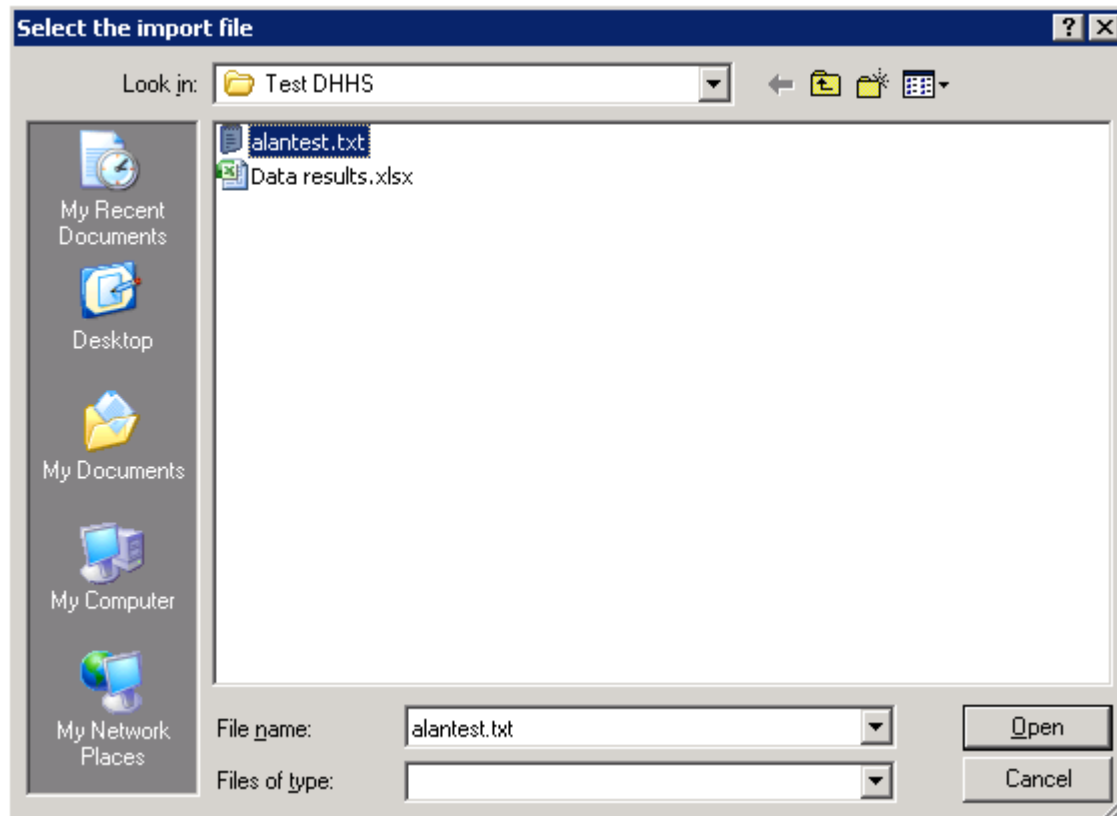 Select the import file
Look in: Test DHHS
alantest.txt
Data results.xlsx
My Recent
Documents
Desktop
My Documents
My Computer
My Network
Places
File name: alantest.txt Open
Files of type: Cancel